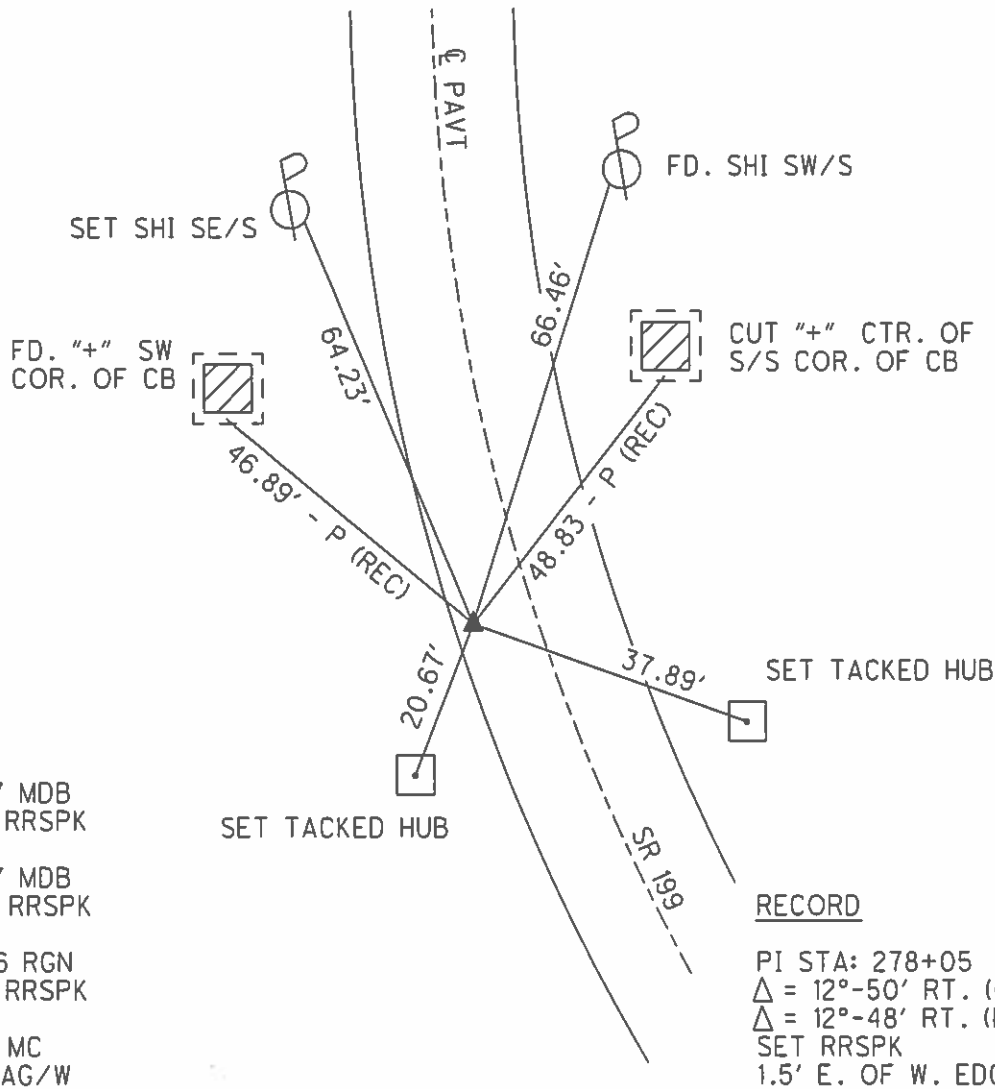 ℄ PAVT
FD. SHI SW/S
SET SHI SE/S
64.23'
66.46'
FD. "+" SW
COR. OF CB
CUT "+" CTR. OF
S/S COR. OF CB
46.89' - P (REC)
48.83 - P (REC)
37.89'
SET TACKED HUB
20.67'
SET TACKED HUB
SR 199
MDB
RRSPK
MDB
RRSPK
RGN
RRSPK
MC
AG/W
RECORD
PI STA: 278+05
Δ = 12°-50' RT. (
Δ = 12°-48' RT. (
SET RRSPK
1.5' E. OF W.